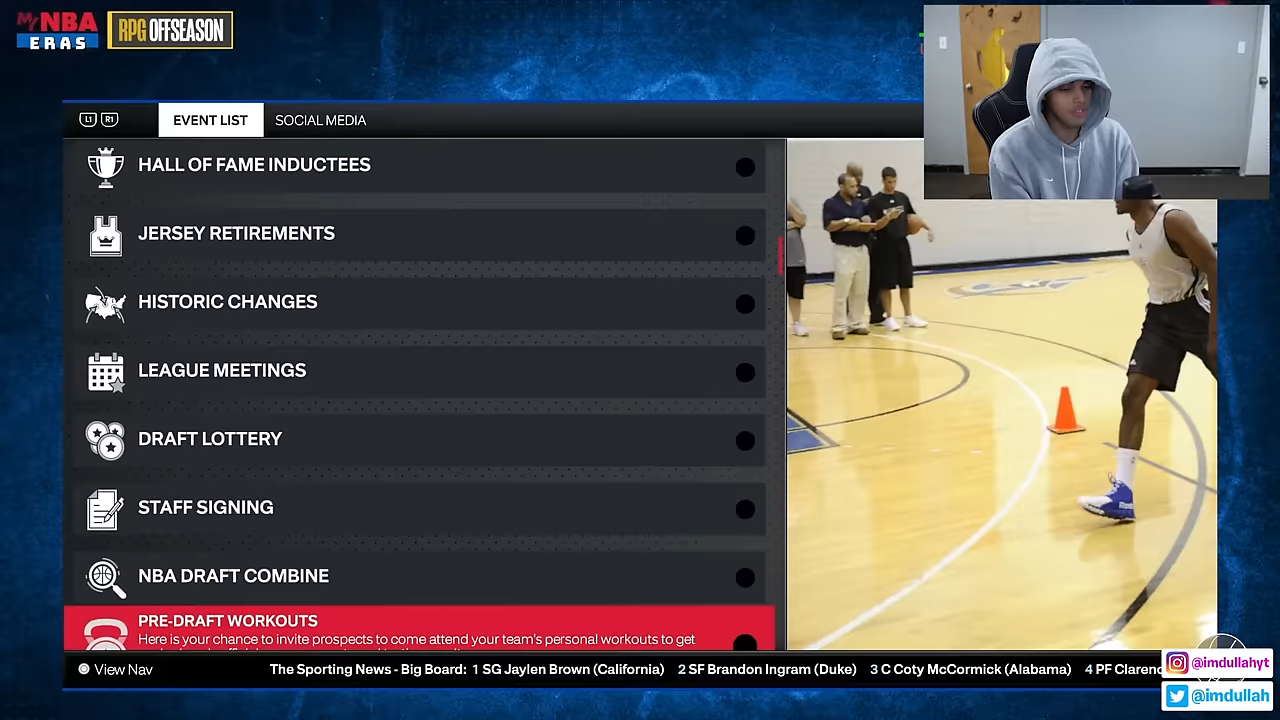 MyNBA
ERAS
RPG OFFSEASON
L1 R1
EVENT LIST
SOCIAL MEDIA
HALL OF FAME INDUCTEES
JERSEY RETIREMENTS
HISTORIC CHANGES
LEAGUE MEETINGS
DRAFT LOTTERY
STAFF SIGNING
NBA DRAFT COMBINE
PRE-DRAFT WORKOUTS
Here is your chance to invite prospects to come attend your team's personal workouts to get
View Nav
The Sporting News - Big Board: 1 SG Jaylen Brown (California) 2 SF Brandon Ingram (Duke) 3 C Coty McCormick (Alabama) 4 PF Clarenc
@imdullahyt
@imdullah